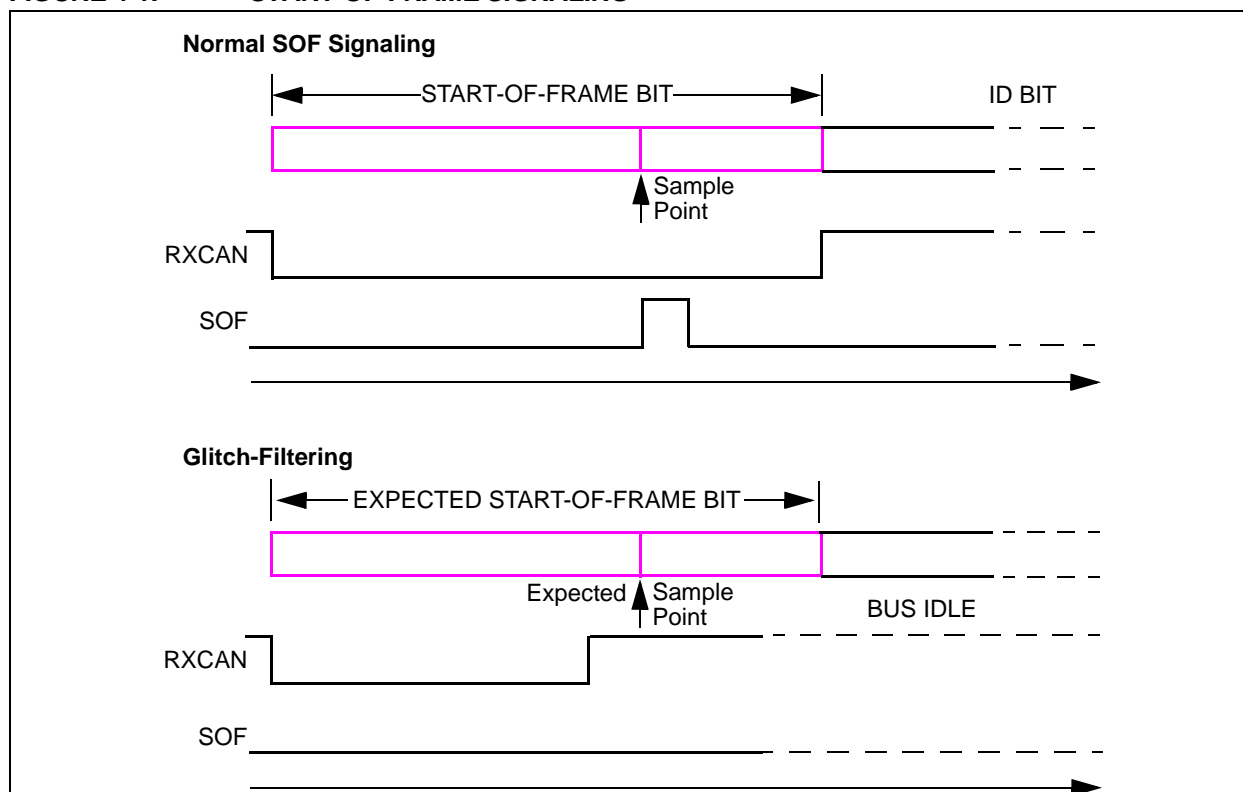 Normal SOF Signaling
START-OF-FRAME BIT
ID BIT
Sample
Point
RXCAN
SOF
Glitch-Filtering
EXPECTED START-OF-FRAME BIT
Expected
Sample
Point
BUS IDLE
RXCAN
SOF